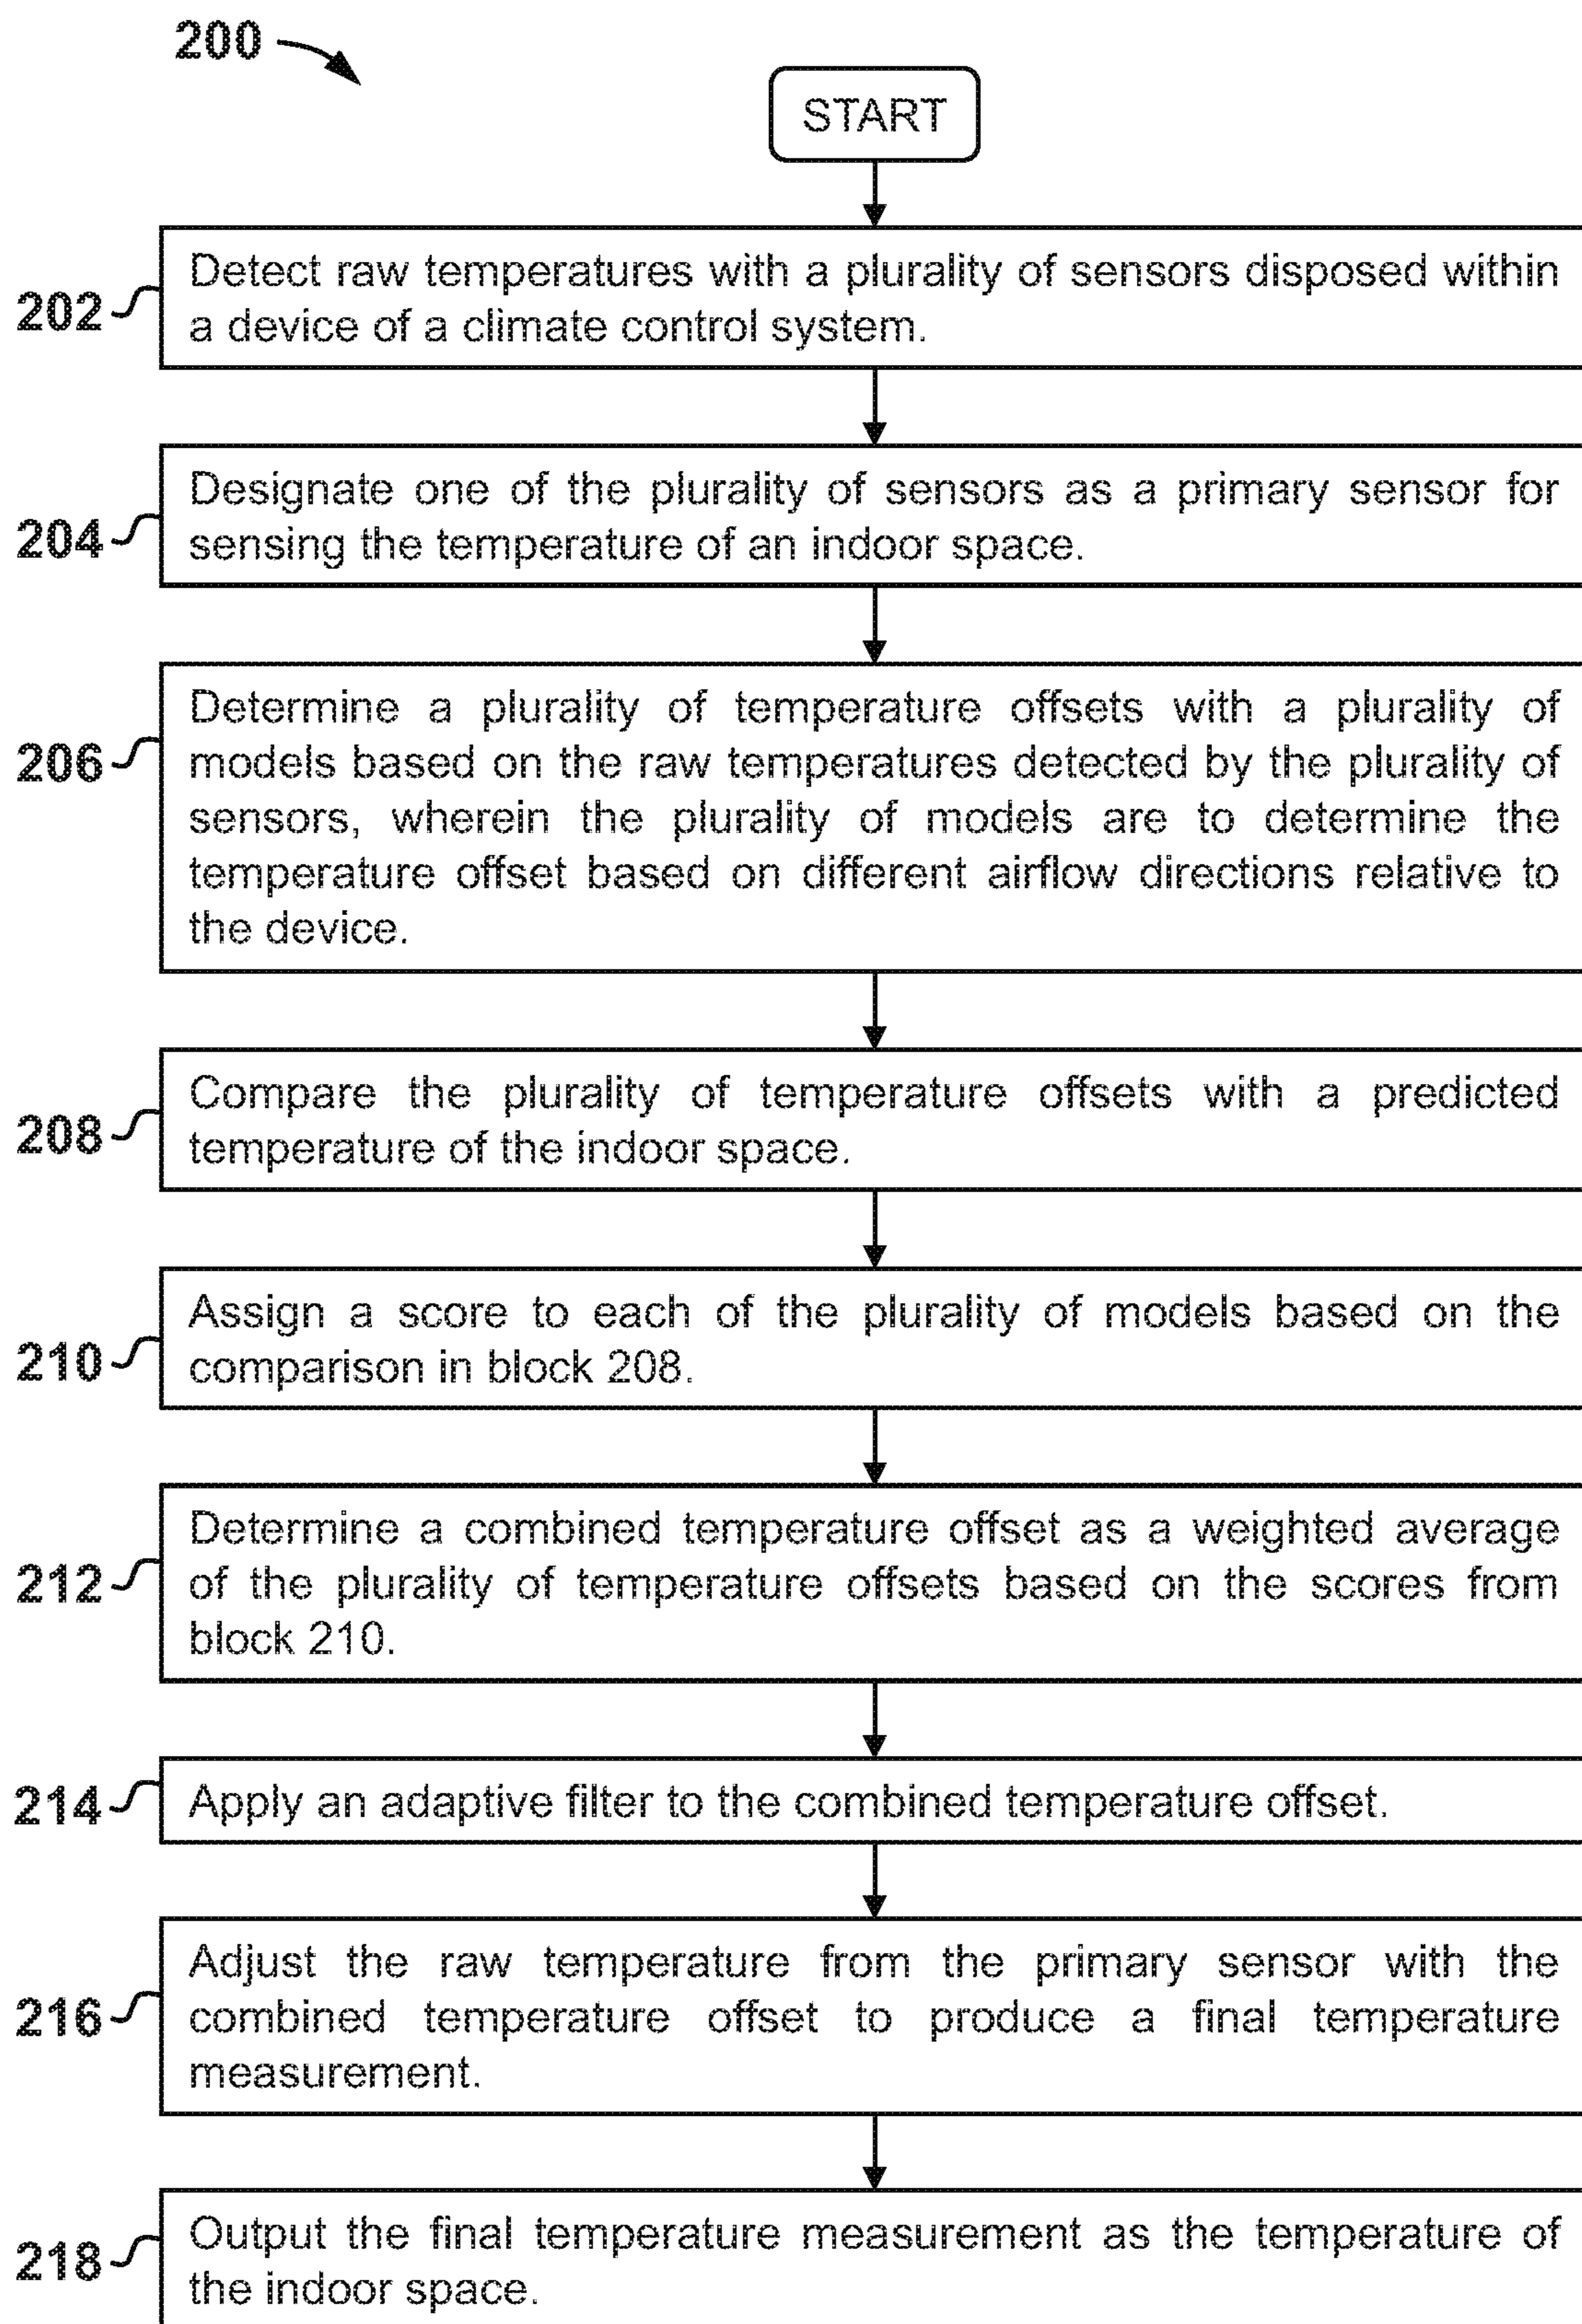 200
START
202
Detect raw temperatures with a plurality of sensors disposed within
a device of a climate control system.
204
Designate one of the plurality of sensors as a primary sensor for
sensing the temperature of an indoor space.
206
Determine a plurality of temperature offsets with a plurality of
models based on the raw temperatures detected by the plurality of
sensors, wherein the plurality of models are to determine the
temperature offset based on different airflow directions relative to
the device.
208
Compare the plurality of temperature offsets with a predicted
temperature of the indoor space.
210
Assign a score to each of the plurality of models based on the
comparison in block 208.
212
Determine a combined temperature offset as a weighted average
of the plurality of temperature offsets based on the scores from
block 210.
214
Apply an adaptive filter to the combined temperature offset.
216
Adjust the raw temperature from the primary sensor with the
combined temperature offset to produce a final temperature
measurement.
218
Output the final temperature measurement as the temperature of
the indoor space.